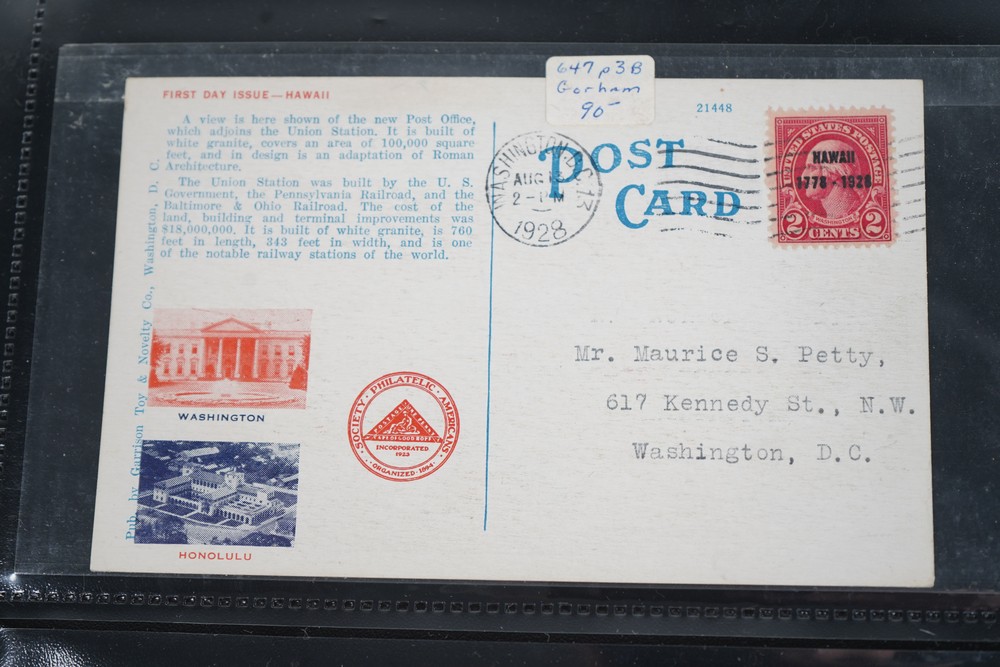 647 p3B
Gorham
90-
FIRST DAY ISSUE—HAWAII
A view is here shown of the new Post Office,
which adjoins the Union Station. It is built of
white granite, covers an area of 100,000 square
feet, and in design is an adaptation of Roman
Architecture.
The Union Station was built by the U. S.
Government, the Pennsylvania Railroad, and the
Baltimore & Ohio Railroad. The cost of the
land, building and terminal improvements was
$18,000,000. It is built of white granite, is 760
feet in length, 343 feet in width, and is one
of the notable railway stations of the world.
Pub. by Garrison Toy & Novelty Co., Washington, D. C.
WASHINGTON
HONOLULU
SOCIETY · PHILATELIC · AMERICANS ·
CAPE OF GOOD HOPE
INCORPORATED
1923
· ORGANIZED · 1894 ·
21448
POST
CARD
WASHINGTON, D.C.
AUG
2-PM
1928
UNITED STATES POSTAGE
HAWAII
1778 - 1928
WASHINGTON
2 CENTS 2
Mr. Maurice S. Petty,
617 Kennedy St., N.W.
Washington, D.C.